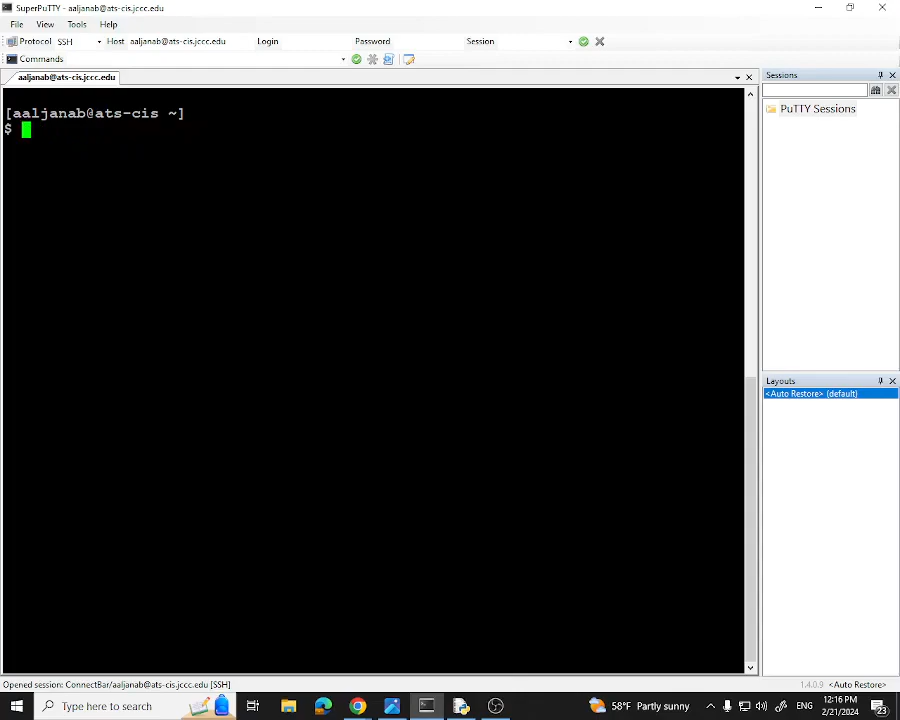 SuperPuTTY - aaljanab@ats-cis.jccc.edu
File View Tools Help
Protocol SSH Host aaljanab@ats-cis.jccc.edu Login Password Session
Commands
aaljanab@ats-cis.jccc.edu
Sessions
PuTTY Sessions
[aaljanab@ats-cis ~]
$
Layouts
<Auto Restore> (default)
Opened session: ConnectBar/aaljanab@ats-cis.jccc.edu [SSH] 1.4.0.9 <Auto Restore>
Type here to search 58°F Partly sunny ENG 12:16 PM
2/21/2024
23